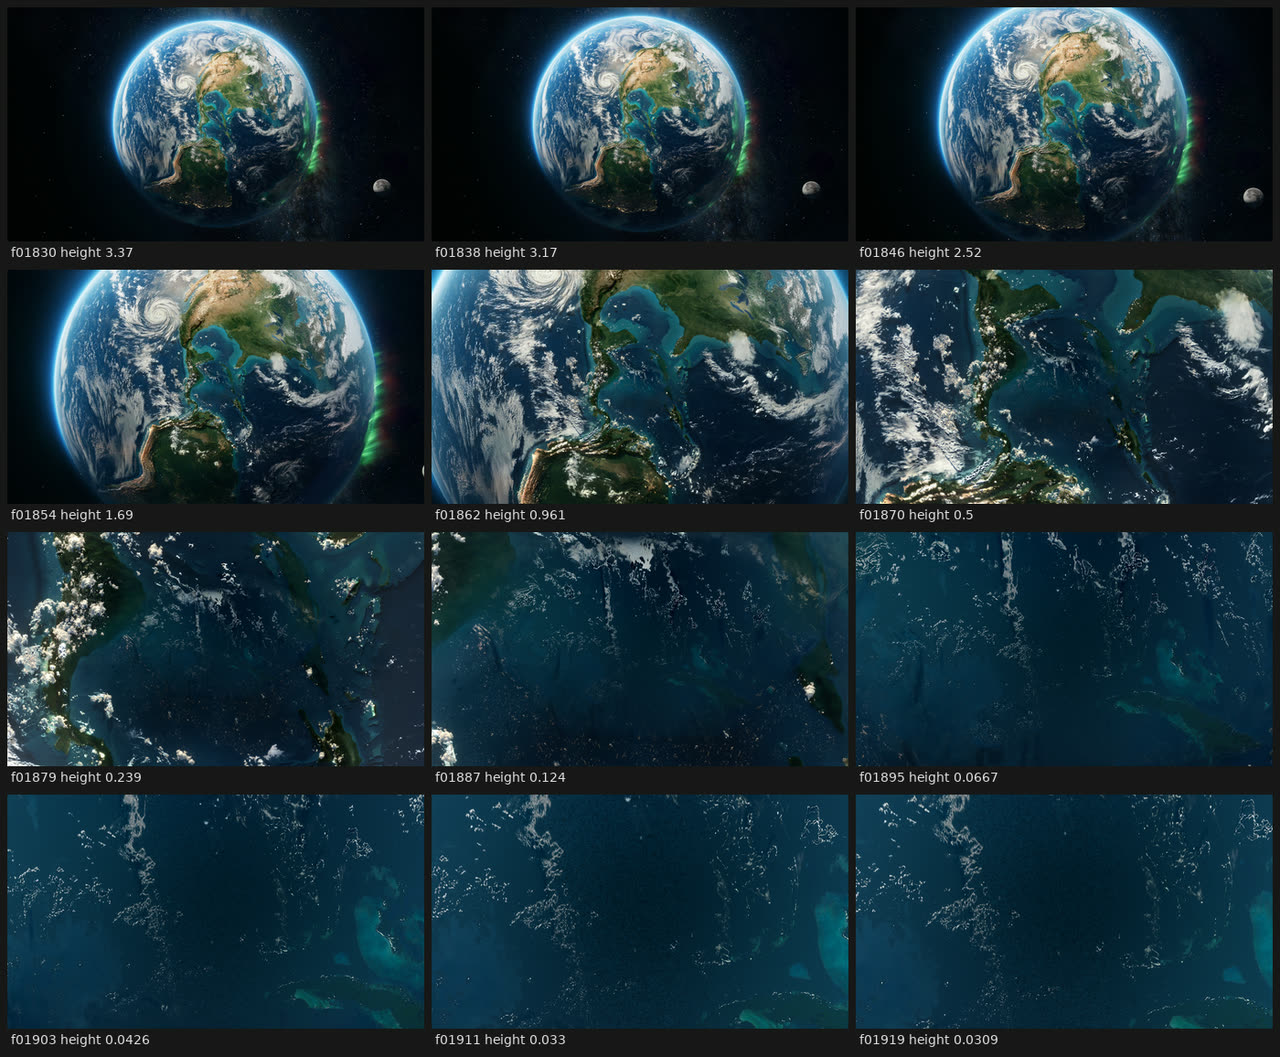 f01830 height 3.37
f01838 height 3.17
f01846 height 2.52
f01854 height 1.69
f01862 height 0.961
f01870 height 0.5
f01879 height 0.239
f01887 height 0.124
f01895 height 0.0667
f01903 height 0.0426
f01911 height 0.033
f01919 height 0.0309